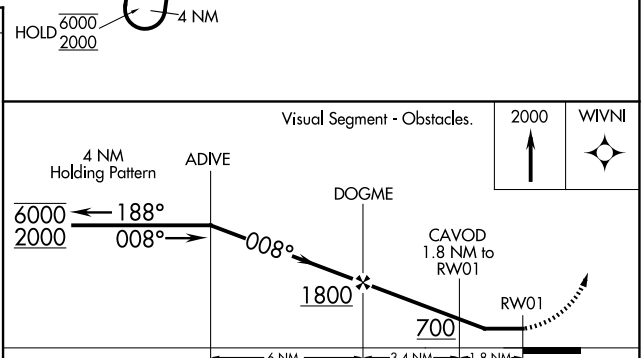 HOLD 6000
2000
4 NM
Visual Segment - Obstacles.
2000
WIVNI
4 NM
Holding Pattern
ADIVE
6000
2000
188°
008°
008°
DOGME
1800
CAVOD
1.8 NM to
RW01
700
RW01
6 NM
3.4 NM
1.8 NM